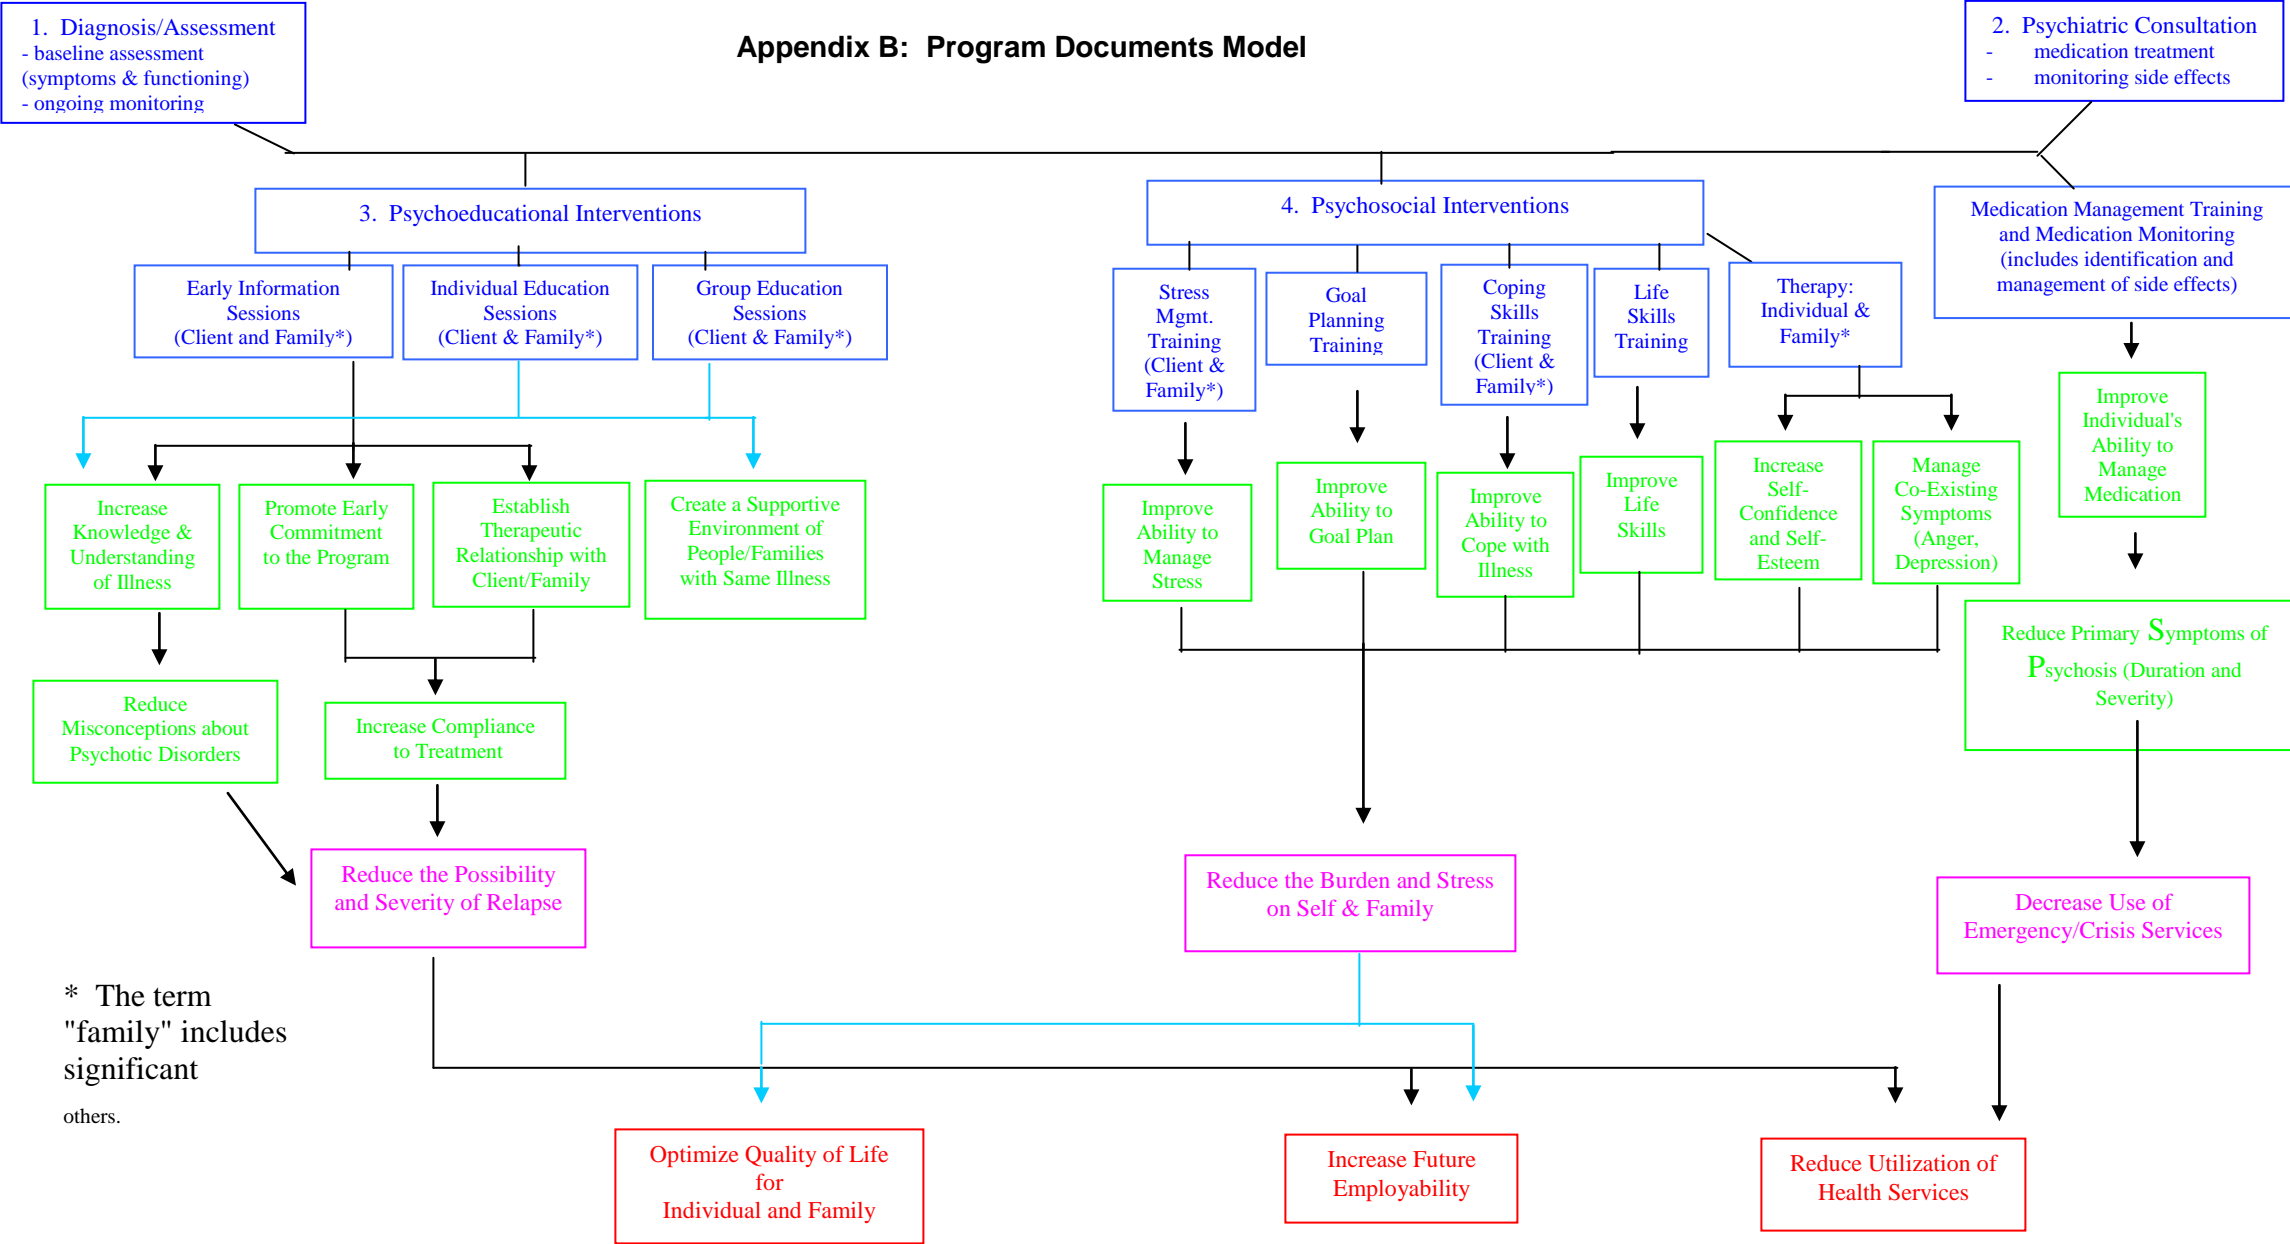 1. Diagnosis/Assessment
- baseline assessment
(symptoms & functioning)
- ongoing monitoring
Appendix B: Program Documents Model
2. Psychiatric Consultation
- medication treatment
- monitoring side effects
3. Psychoeducational Interventions
4. Psychosocial Interventions
Medication Management Training
and Medication Monitoring
(includes identification and
management of side effects)
Early Information
Sessions
(Client and Family*)
Individual Education
Sessions
(Client & Family*)
Group Education
Sessions
(Client & Family*)
Stress
Mgmt.
Training
(Client &
Family*)
Goal
Planning
Training
Coping
Skills
Training
(Client &
Family*)
Life
Skills
Training
Therapy:
Individual &
Family*
Improve
Individual's
Ability to
Manage
Medication
Increase
Knowledge &
Understanding
of Illness
Promote Early
Commitment
to the Program
Establish
Therapeutic
Relationship with
Client/Family
Create a Supportive
Environment of
People/Families
with Same Illness
Improve
Ability to
Manage
Stress
Improve
Ability to
Goal Plan
Improve
Ability to
Cope with
Illness
Improve
Life
Skills
Increase
Self-
Confidence
and Self-
Esteem
Manage
Co-Existing
Symptoms
(Anger,
Depression)
Reduce Primary Symptoms of
Psychosis (Duration and
Severity)
Reduce
Misconceptions about
Psychotic Disorders
Increase Compliance
to Treatment
Reduce the Possibility
and Severity of Relapse
Reduce the Burden and Stress
on Self & Family
Decrease Use of
Emergency/Crisis Services
* The term
"family" includes
significant
others.
Optimize Quality of Life
for
Individual and Family
Increase Future
Employability
Reduce Utilization of
Health Services